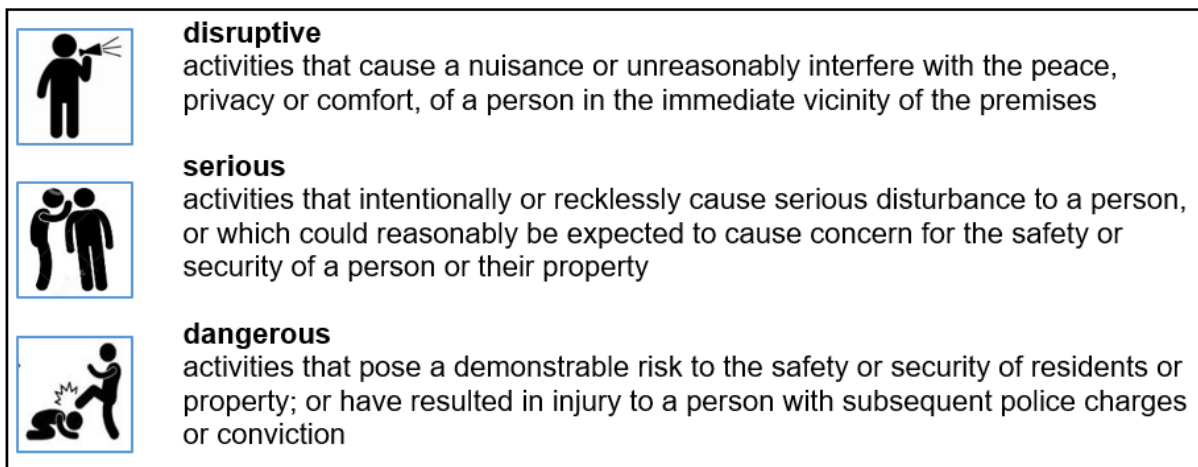 disruptive
activities that cause a nuisance or unreasonably interfere with the peace,
privacy or comfort, of a person in the immediate vicinity of the premises
serious
activities that intentionally or recklessly cause serious disturbance to a person,
or which could reasonably be expected to cause concern for the safety or
security of a person or their property
dangerous
activities that pose a demonstrable risk to the safety or security of residents or
property; or have resulted in injury to a person with subsequent police charges
or conviction